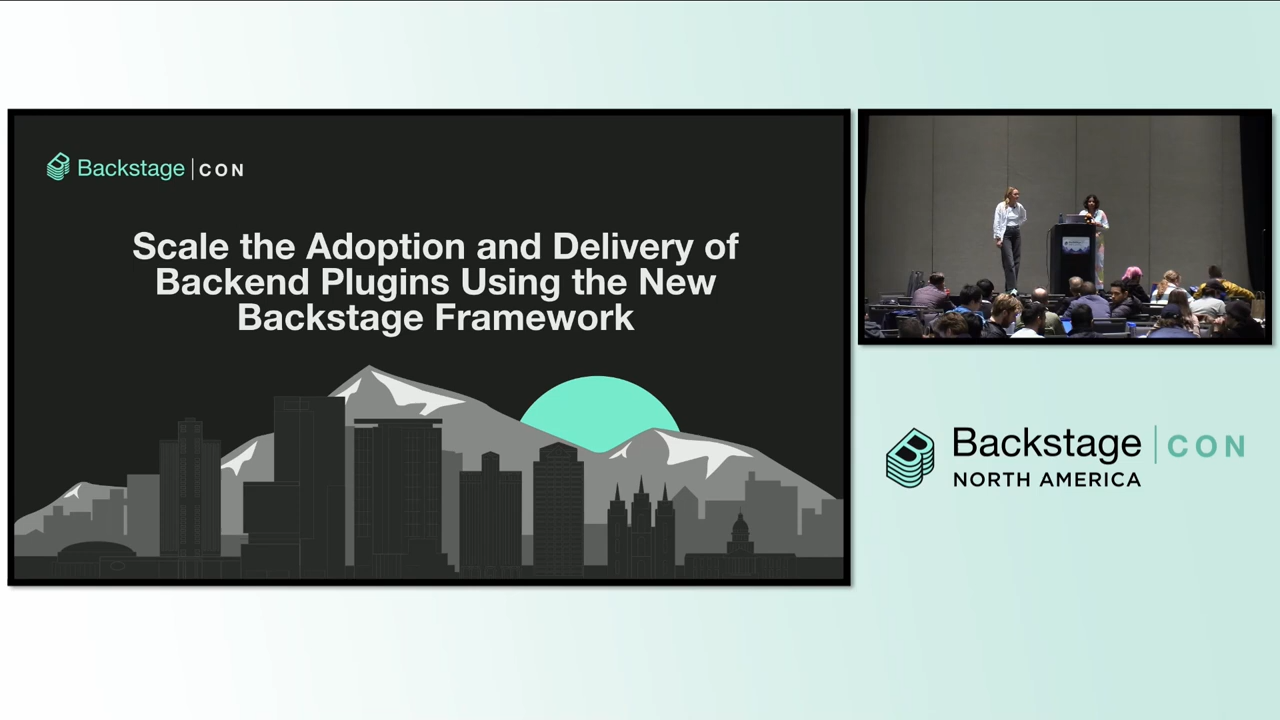 Backstage | CON
Scale the Adoption and Delivery of
Backend Plugins Using the New
Backstage Framework
Backstage | CON
NORTH AMERICA